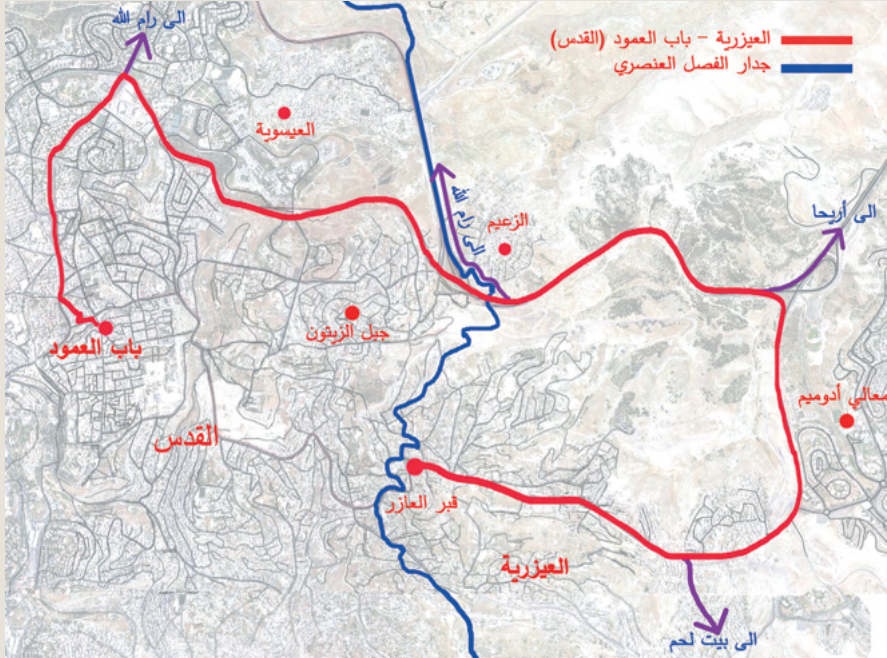 الى رام الله
العيزرية - باب العمود (القدس)
جدار الفصل العنصري
العيسوية
الى رام الله
الزعيم
الى أريحا
جبل الزيتون
باب العمود
معالي أدوميم
القدس
قبر العازر
العيزرية
الى بيت لحم